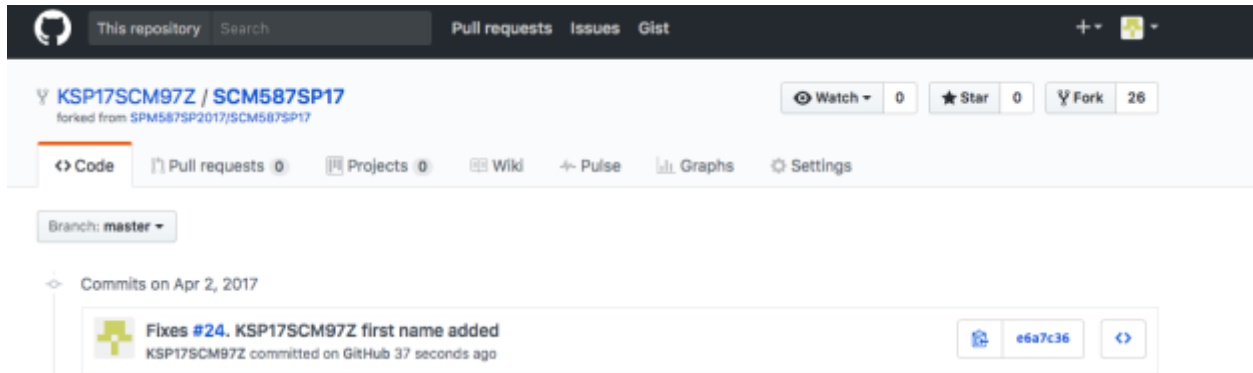 This repository Search Pull requests Issues Gist
KSP17SCM97Z / SCM587SP17 Watch 0 Star 0 Fork 26
forked from SPM587SP2017/SCM587SP17
Code Pull requests 0 Projects 0 Wiki Pulse Graphs Settings
Branch: master
Commits on Apr 2, 2017
Fixes #24. KSP17SCM97Z first name added
KSP17SCM97Z committed on GitHub 37 seconds ago e6a7c36